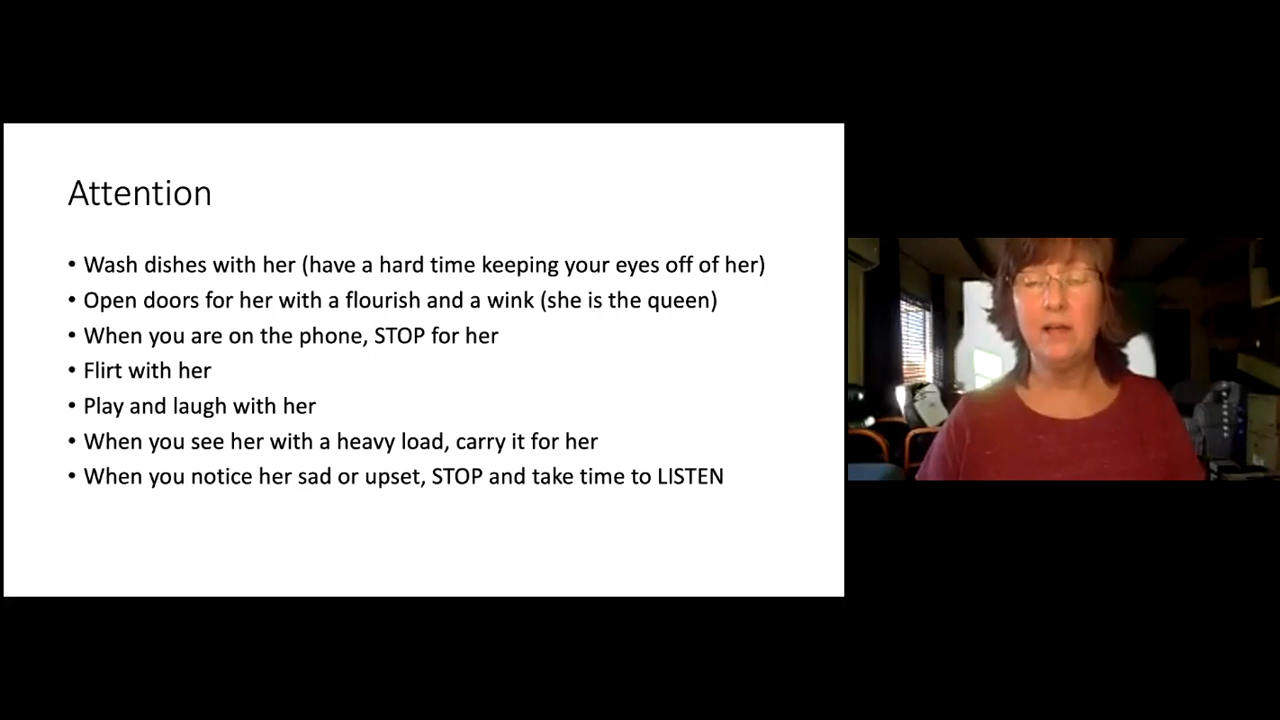 Attention
• Wash dishes with her (have a hard time keeping your eyes off of her)
• Open doors for her with a flourish and a wink (she is the queen)
• When you are on the phone, STOP for her
• Flirt with her
• Play and laugh with her
• When you see her with a heavy load, carry it for her
• When you notice her sad or upset, STOP and take time to LISTEN